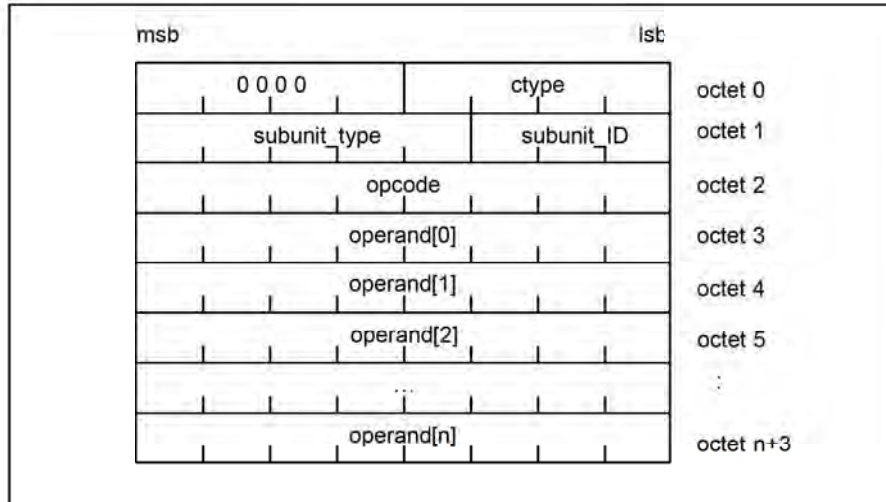 msb lsb
0 0 0 0 ctype octet 0
subunit_type subunit_ID octet 1
opcode octet 2
operand[0] octet 3
operand[1] octet 4
operand[2] octet 5
... :
operand[n] octet n+3